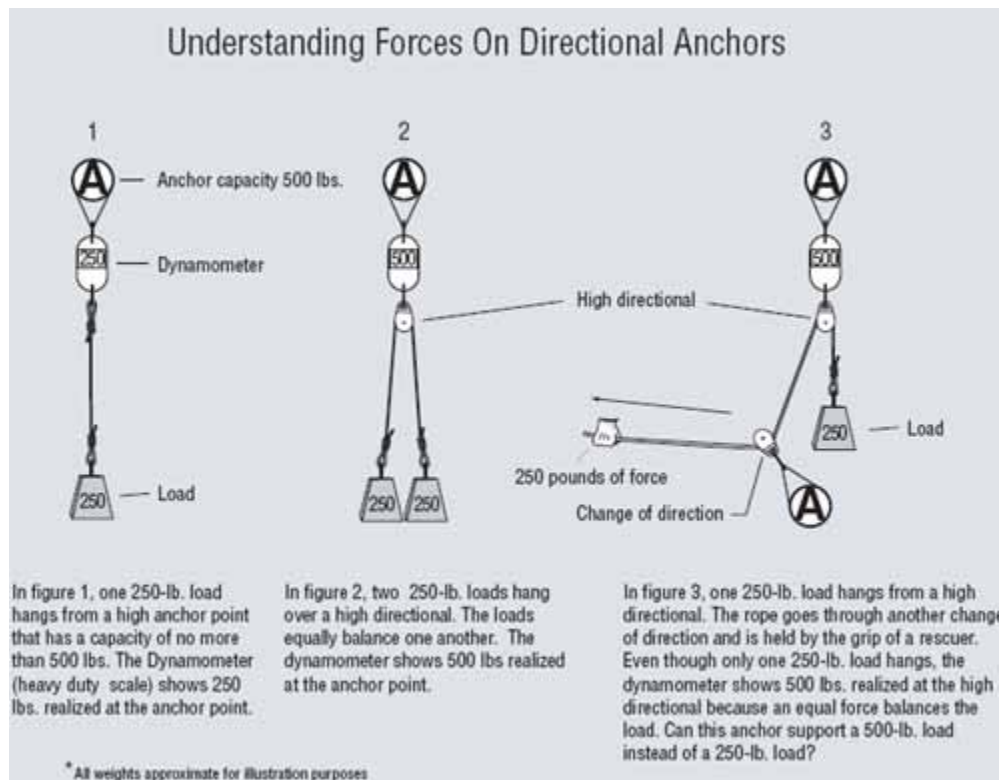 Understanding Forces On Directional Anchors
1
2
3
A
A
A
Anchor capacity 500 lbs.
250
500
500
Dynamometer
High directional
250
Load
250 pounds of force
250
Load
250
250
Change of direction
A
In figure 1, one 250-lb. load
hangs from a high anchor point
that has a capacity of no more
than 500 lbs. The Dynamometer
(heavy duty scale) shows 250
lbs. realized at the anchor point.
In figure 2, two 250-lb. loads hang
over a high directional. The loads
equally balance one another. The
dynamometer shows 500 lbs realized
at the anchor point.
In figure 3, one 250-lb. load hangs from a high
directional. The rope goes through another change
of direction and is held by the grip of a rescuer.
Even though only one 250-lb. load hangs, the
dynamometer shows 500 lbs. realized at the high
directional because an equal force balances the
load. Can this anchor support a 500-lb. load
instead of a 250-lb. load?
*All weights approximate for illustration purposes